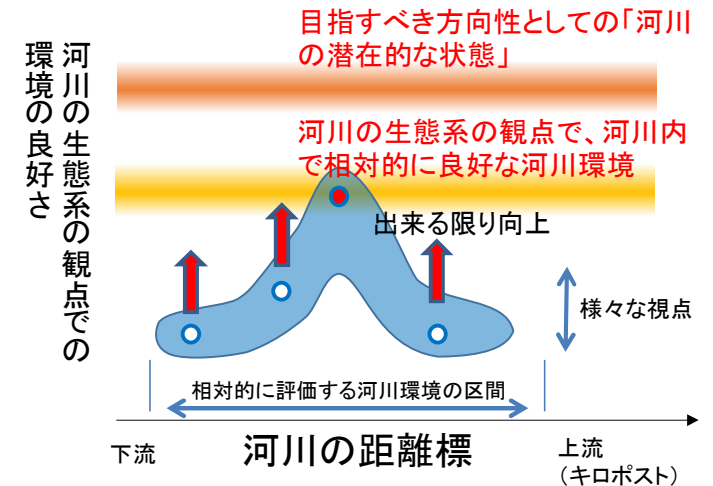 目指すべき方向性としての「河川
の潜在的な状態」
河川の生態系の観点での
環境の良好さ
河川の生態系の観点で、河川内
で相対的に良好な河川環境
出来る限り向上
様々な視点
相対的に評価する河川環境の区間
下流
河川の距離標
上流
（キロポスト）